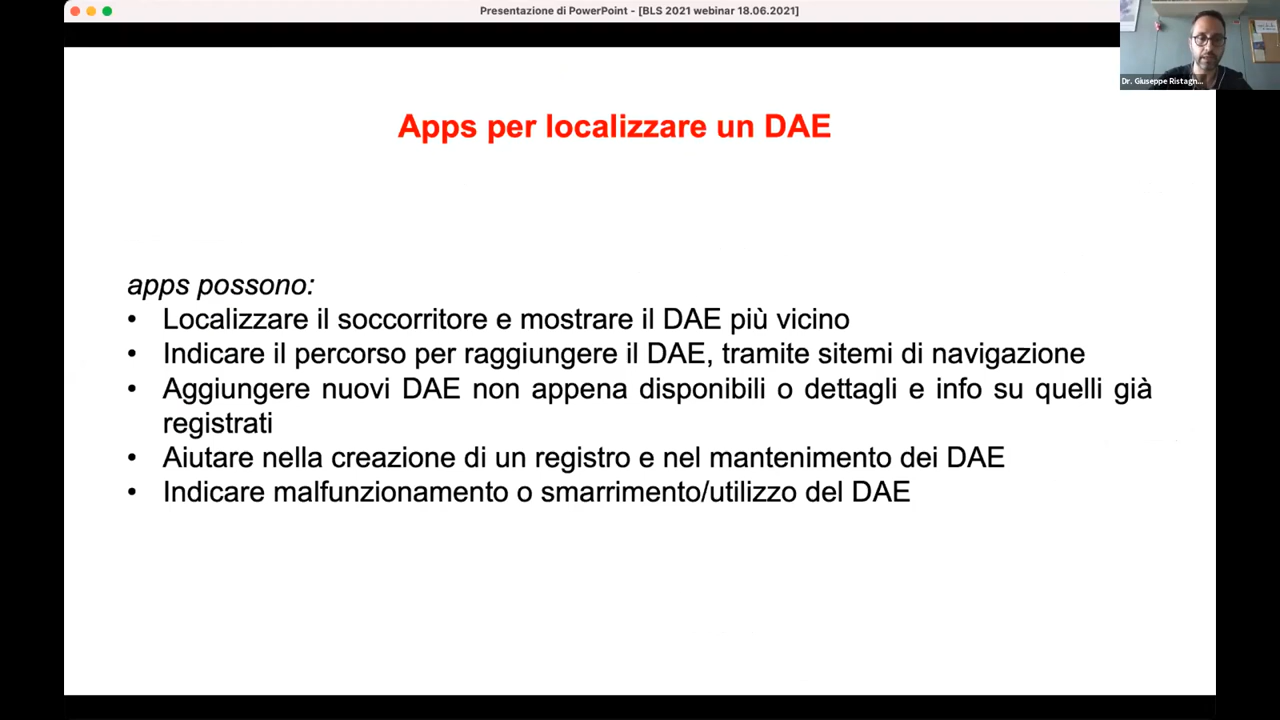 Presentazione di PowerPoint - [BLS 2021 webinar 18.06.2021]
Dr. Giuseppe Ristagn...
Apps per localizzare un DAE
apps possono:
• Localizzare il soccorritore e mostrare il DAE più vicino
• Indicare il percorso per raggiungere il DAE, tramite sitemi di navigazione
• Aggiungere nuovi DAE non appena disponibili o dettagli e info su quelli già
registrati
• Aiutare nella creazione di un registro e nel mantenimento dei DAE
• Indicare malfunzionamento o smarrimento/utilizzo del DAE